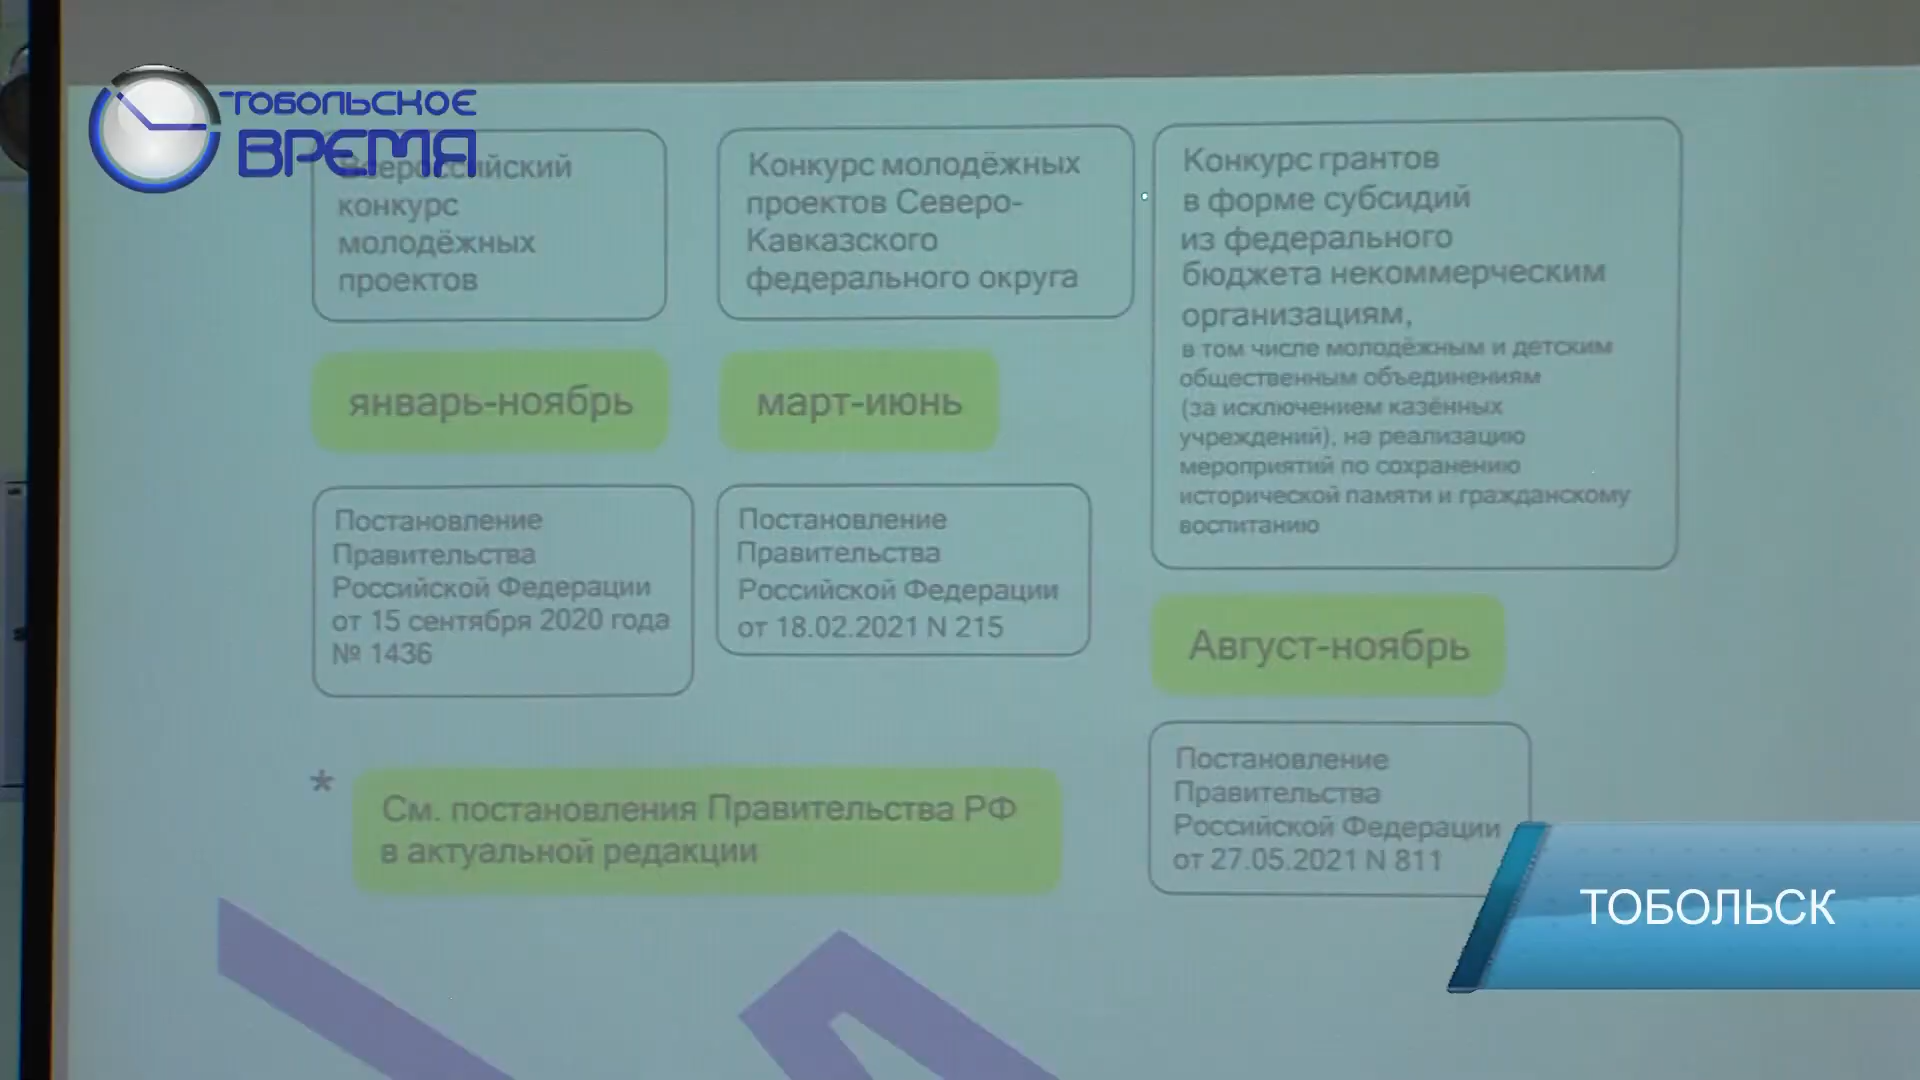 ТОБОЛЬСКОЕ
ВРЕМЯ
Всероссийский
конкурс
молодёжных
проектов
январь-ноябрь
Постановление
Правительства
Российской Федерации
от 15 сентября 2020 года
№ 1436
Конкурс молодёжных
проектов Северо-
Кавказского
федерального округа
март-июнь
Постановление
Правительства
Российской Федерации
от 18.02.2021 N 215
Конкурс грантов
в форме субсидий
из федерального
бюджета некоммерческим
организациям,
в том числе молодёжным и детским
общественным объединениям
(за исключением казённых
учреждений), на реализацию
мероприятий по сохранению
исторической памяти и гражданскому
воспитанию
Август-ноябрь
Постановление
Правительства
Российской Федерации
от 27.05.2021 N 811
*
См. постановления Правительства РФ
в актуальной редакции
ТОБОЛЬСК